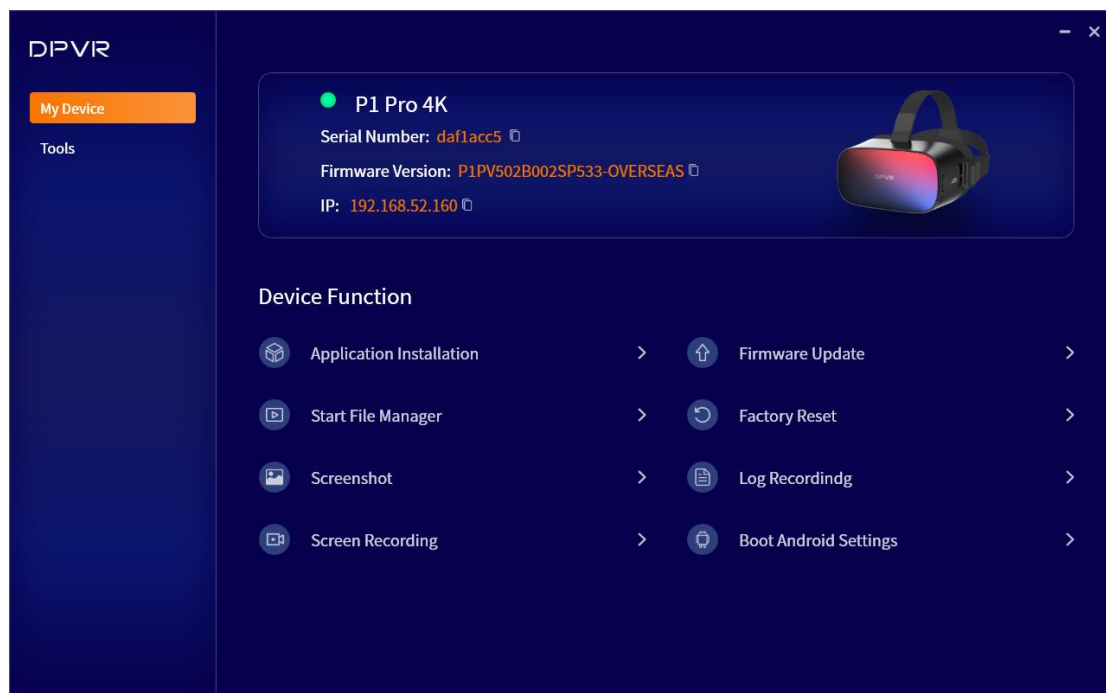 DPVR
My Device
Tools
P1 Pro 4K
Serial Number: daf1acc5
Firmware Version: P1PV502B002SP533-OVERSEAS
IP: 192.168.52.160
DPVR
Device Function
Application Installation
Firmware Update
Start File Manager
Factory Reset
Screenshot
Log Recordindg
Screen Recording
Boot Android Settings